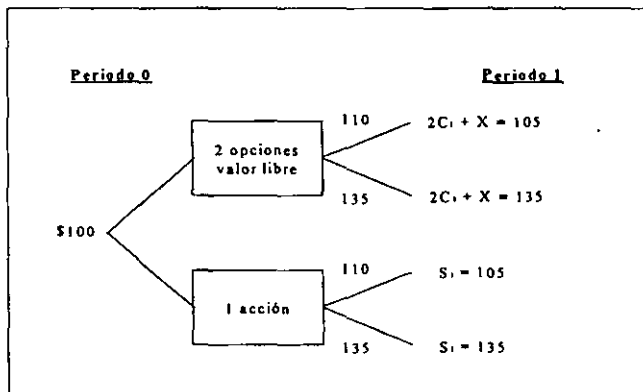 Periodo 0
Periodo 1
110
2C₁ + X = 105
2 opciones
valor libre
135
2C₁ + X = 135
$100
110
S₁ = 105
1 acción
135
S₁ = 135